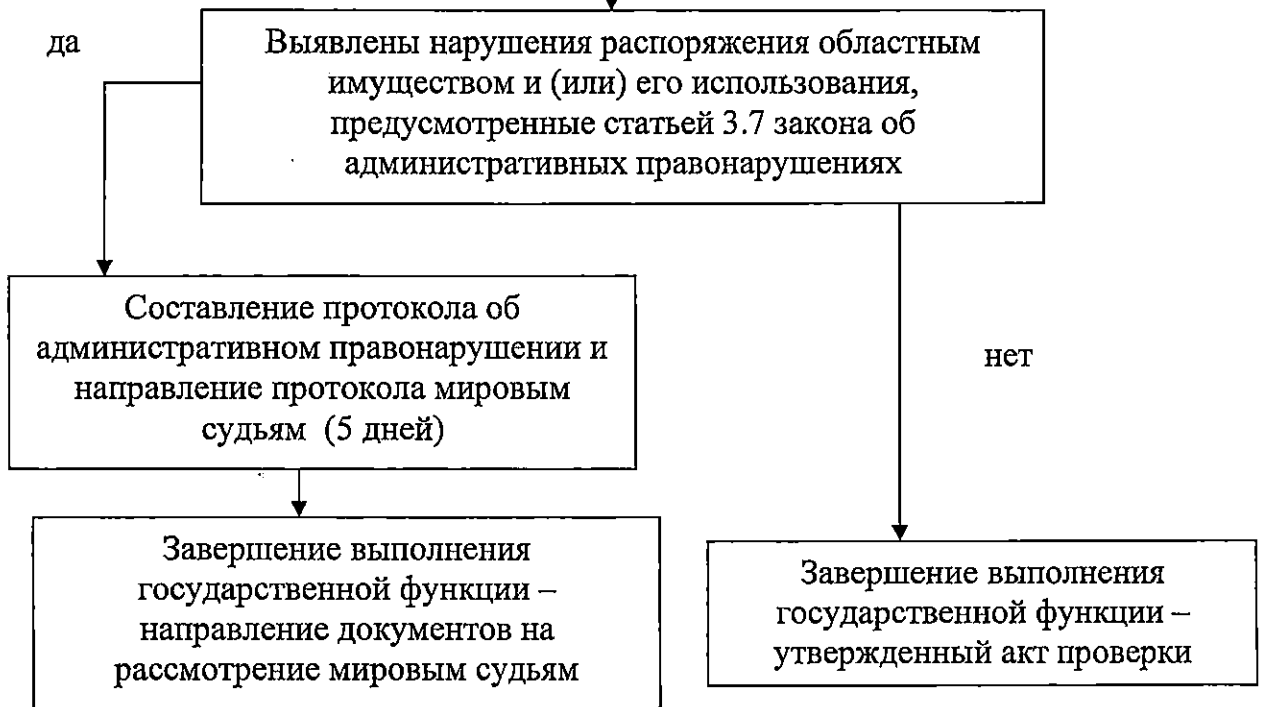 да
Выявлены нарушения распоряжения областным
имуществом и (или) его использования,
предусмотренные статьей 3.7 закона об
административных правонарушениях
Составление протокола об
административном правонарушении и
направление протокола мировым
судьям (5 дней)
нет
Завершение выполнения
государственной функции –
направление документов на
рассмотрение мировым судьям
Завершение выполнения
государственной функции –
утвержденный акт проверки